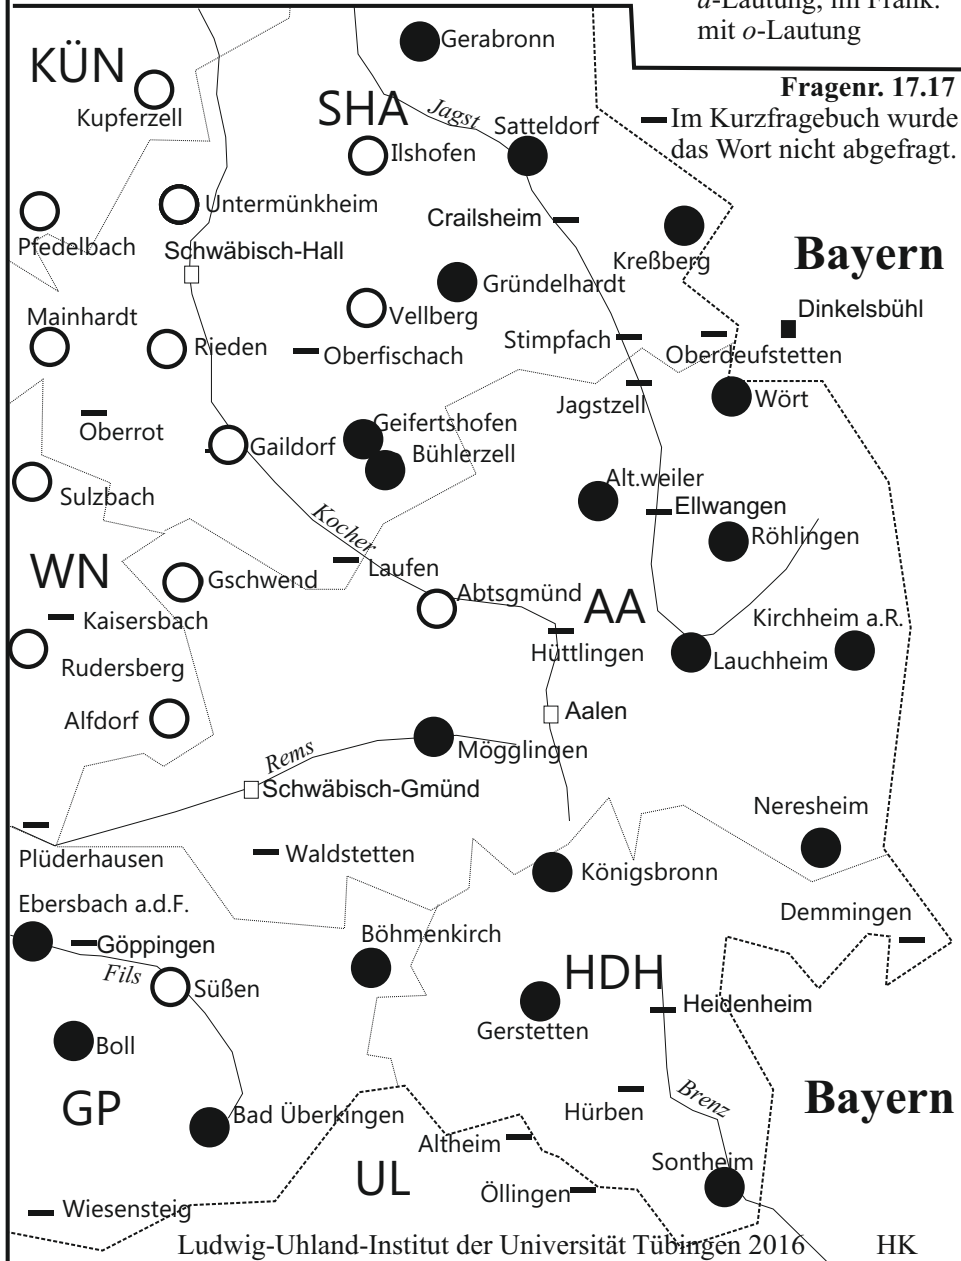 a-Lautung, im Fränk.
mit o-Lautung
Gerabronn
KÜN
Kupferzell
SHA
Jagst
Fragenr. 17.17
Im Kurzfragebuch wurde
das Wort nicht abgefragt.
Satteldorf
Ilshofen
Untermünkheim
Crailsheim
Pfedelbach
Schwäbisch-Hall
Kreßberg
Bayern
Gründelhardt
Dinkelsbühl
Mainhardt
Vellberg
Rieden
Oberfischach
Stimpfach
Oberdeufstetten
Jagstzell
Wört
Oberrot
Geifertshofen
Gaildorf
Bühlerzell
Sulzbach
Alt.weiler
Ellwangen
Kocher
Röhlingen
WN
Gschwend
Laufen
Abtsgmünd
AA
Kaisersbach
Kirchheim a.R.
Rudersberg
Hüttlingen
Lauchheim
Alfdorf
Aalen
Rems
Mögglingen
Schwäbisch-Gmünd
Neresheim
Plüderhausen
Waldstetten
Königsbronn
Ebersbach a.d.F.
Demmingen
Göppingen
Böhmenkirch
Fils
Süßen
HDH
Heidenheim
Gerstetten
Boll
GP
Bad Überkingen
Hürben
Brenz
Bayern
Altheim
UL
Sontheim
Öllingen
Wiesensteig
Ludwig-Uhland-Institut der Universität Tübingen 2016 HK